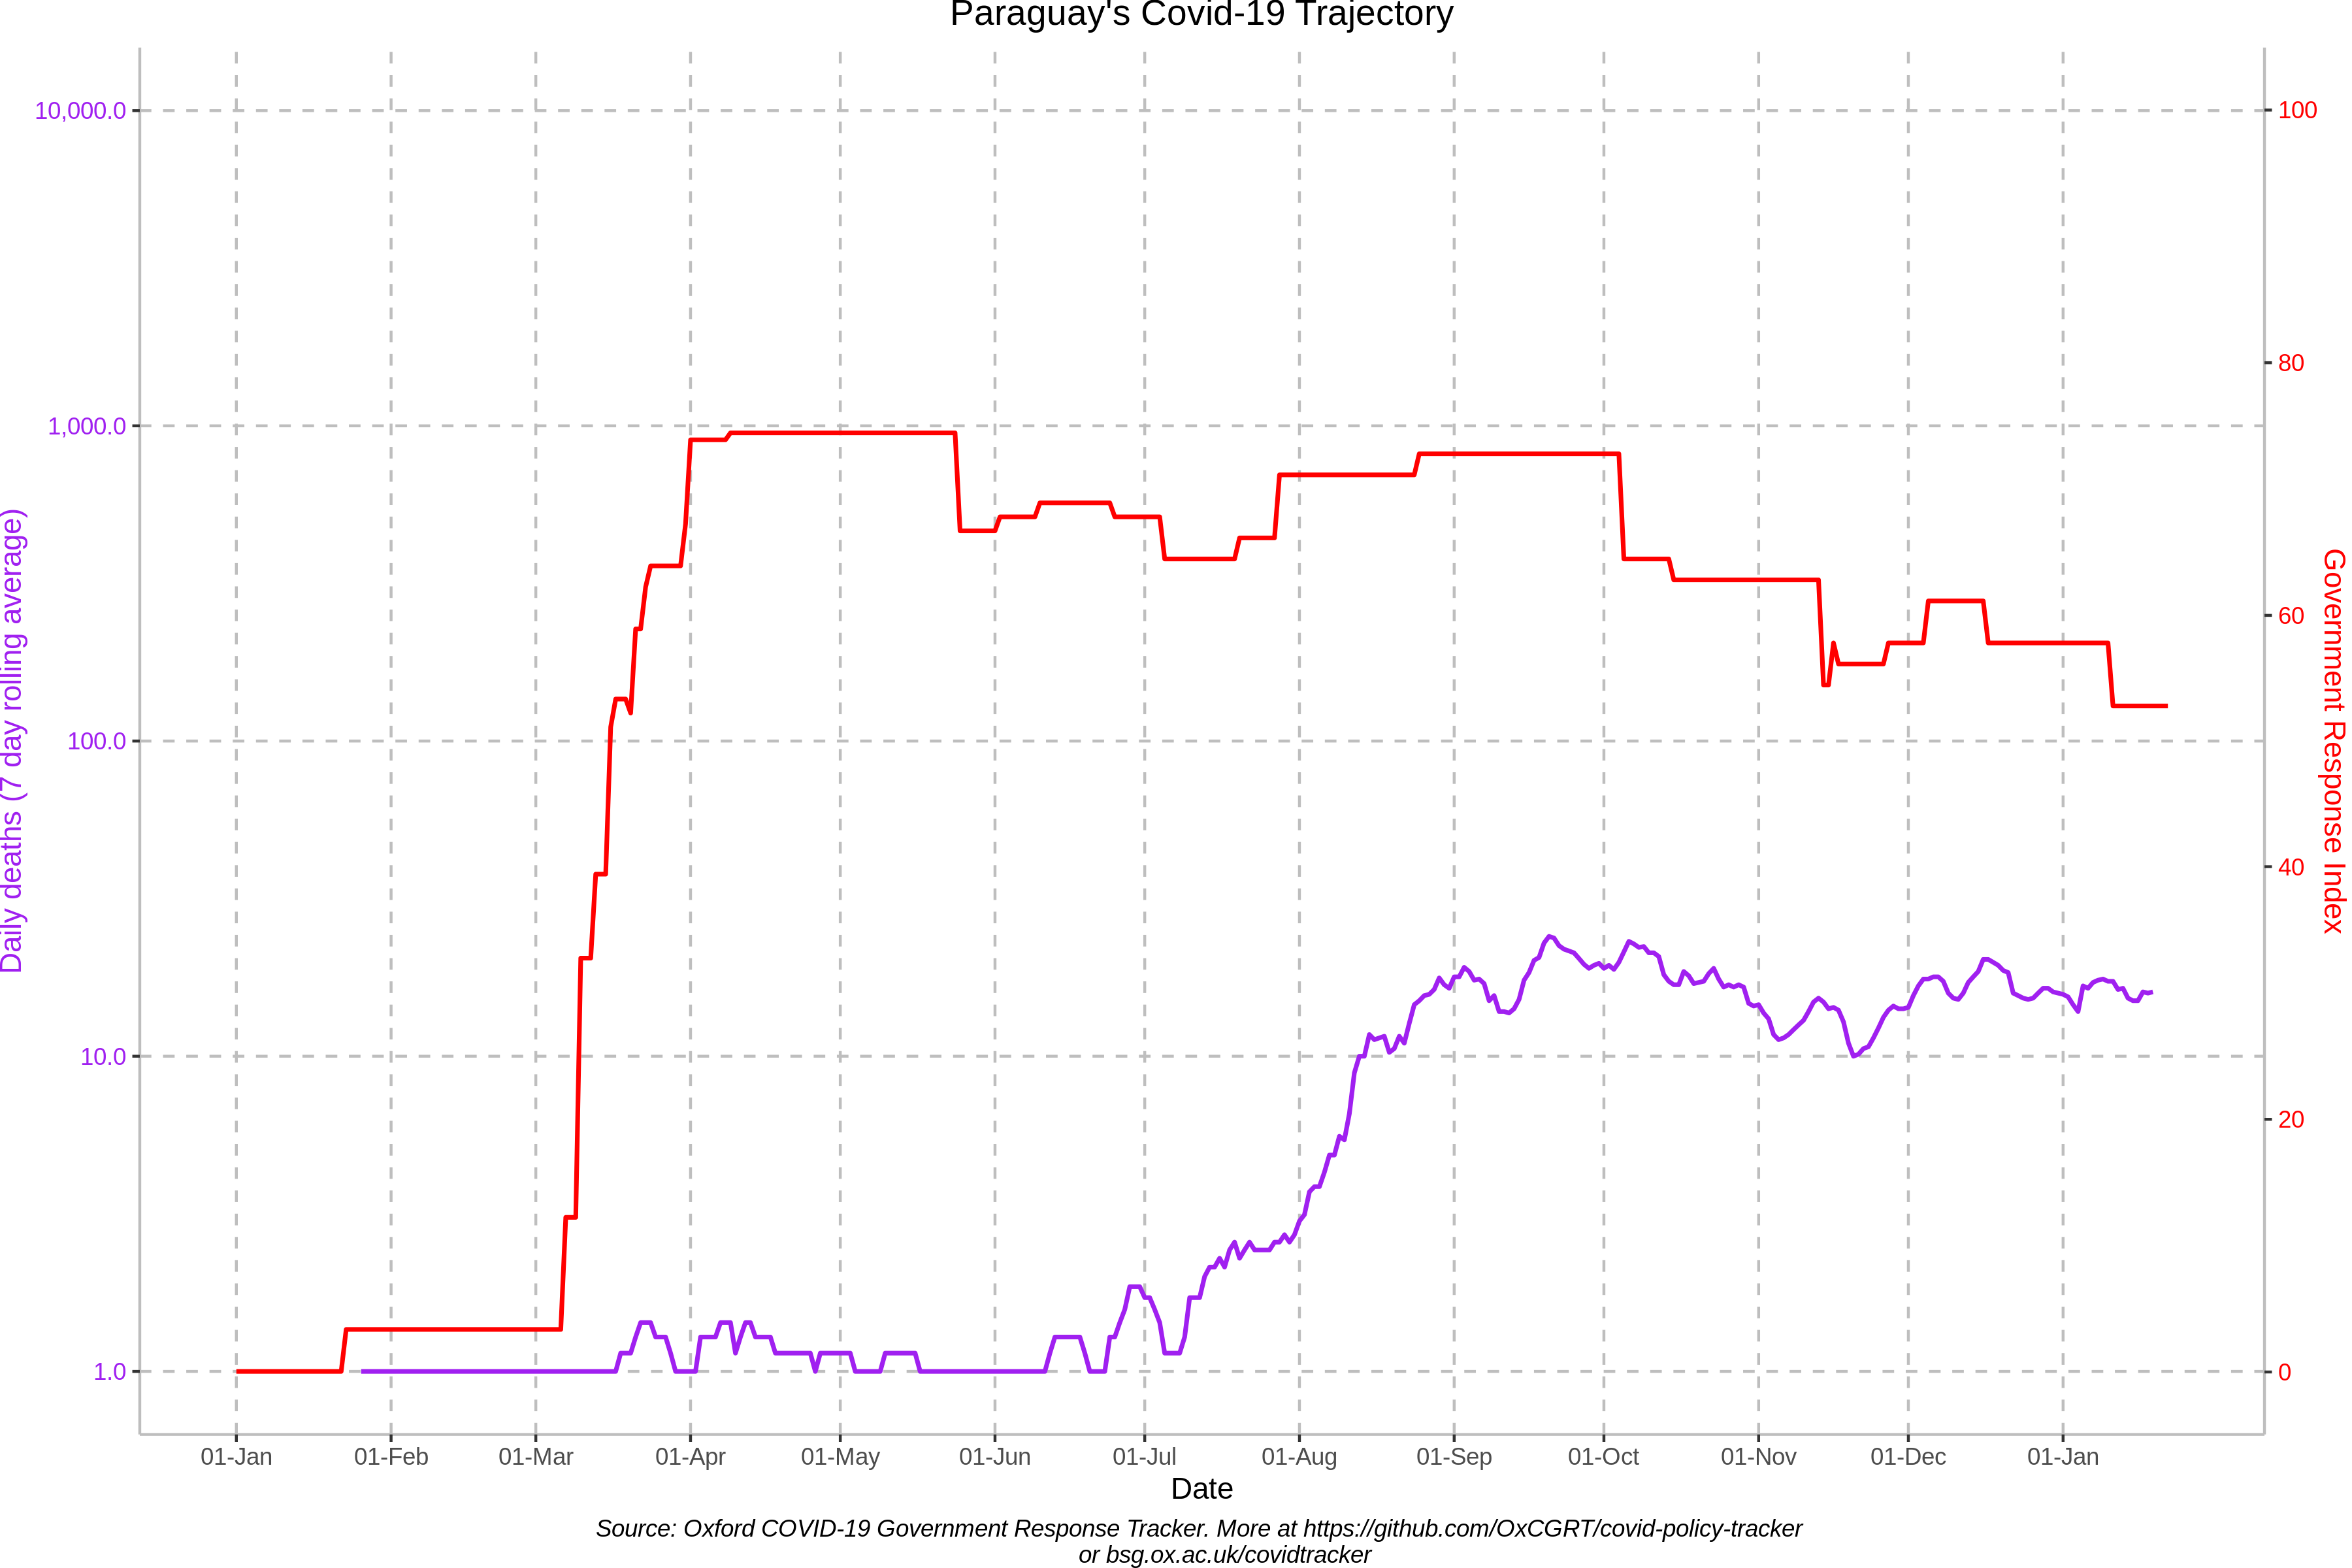 Paraguay's Covid-19 Trajectory
10,000.0
1,000.0
100.0
10.0
1.0
Daily deaths (7 day rolling average)
100
80
60
40
20
0
Government Response Index
01-Jan 01-Feb 01-Mar 01-Apr 01-May 01-Jun 01-Jul 01-Aug 01-Sep 01-Oct 01-Nov 01-Dec 01-Jan
Date
Source: Oxford COVID-19 Government Response Tracker. More at https://github.com/OxCGRT/covid-policy-tracker
or bsg.ox.ac.uk/covidtracker